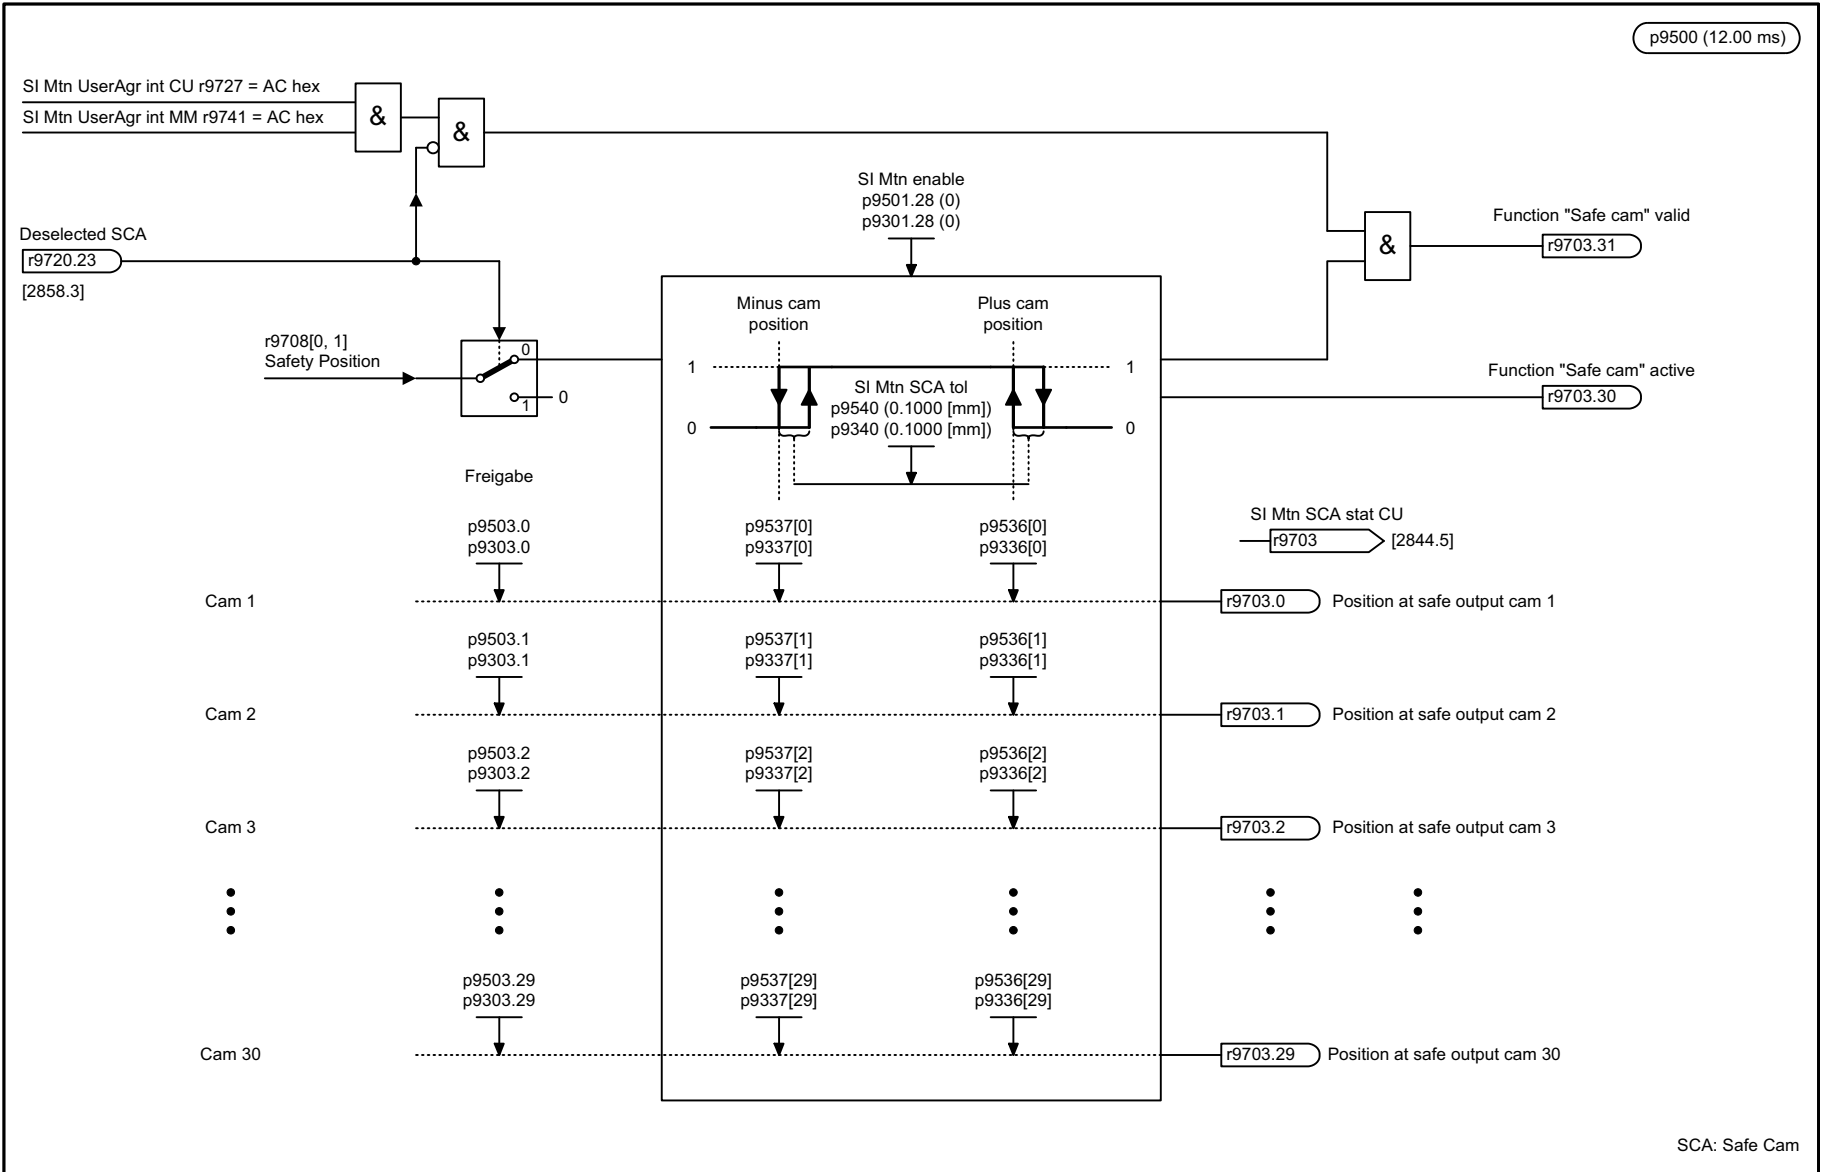 p9500 (12.00 ms)
SI Mtn UserAgr int CU r9727 = AC hex
SI Mtn UserAgr int MM r9741 = AC hex
&
&
SI Mtn enable
p9501.28 (0)
p9301.28 (0)
Deselected SCA
r9720.23
[2858.3]
&
Function "Safe cam" valid
r9703.31
r9708[0, 1]
Safety Position
0
1
0
Minus cam
position
Plus cam
position
1
1
SI Mtn SCA tol
p9540 (0.1000 [mm])
p9340 (0.1000 [mm])
0
0
Function "Safe cam" active
r9703.30
Freigabe
SI Mtn SCA stat CU
r9703
[2844.5]
p9503.0
p9303.0
p9537[0]
p9337[0]
p9536[0]
p9336[0]
Cam 1
r9703.0
Position at safe output cam 1
p9503.1
p9303.1
p9537[1]
p9337[1]
p9536[1]
p9336[1]
Cam 2
r9703.1
Position at safe output cam 2
p9503.2
p9303.2
p9537[2]
p9337[2]
p9536[2]
p9336[2]
Cam 3
r9703.2
Position at safe output cam 3
p9503.29
p9303.29
p9537[29]
p9337[29]
p9536[29]
p9336[29]
Cam 30
r9703.29
Position at safe output cam 30
SCA: Safe Cam